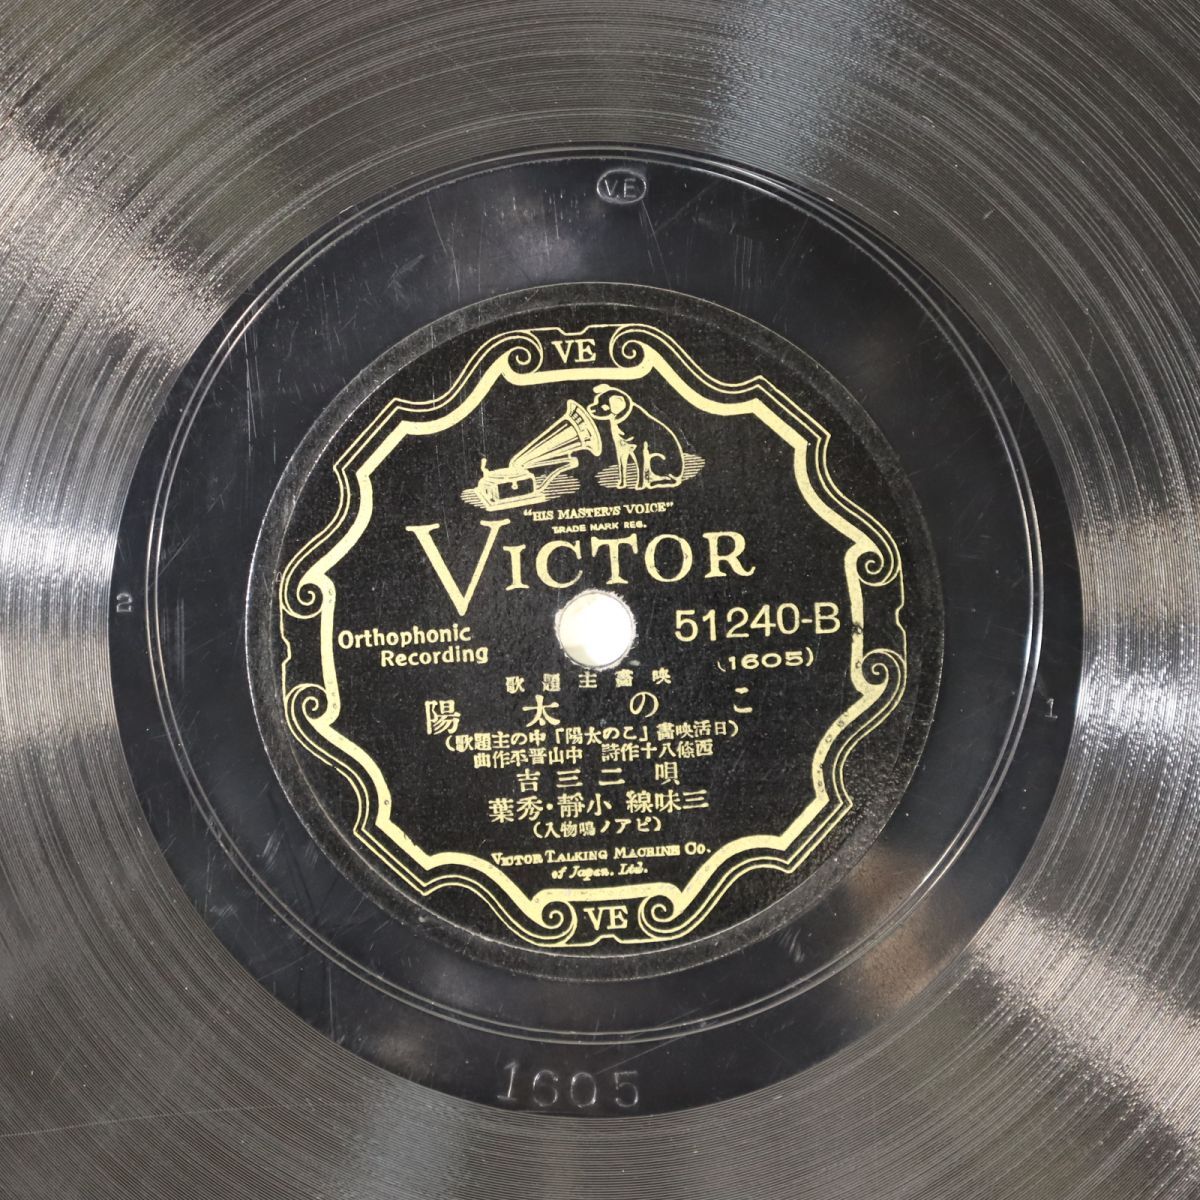 V.E
VE
"HIS MASTER'S VOICE"
TRADE MARK REG.
VICTOR
Orthophonic
Recording
51240-B
(1605)
映畫主題歌
この太陽
(日活映畫「この太陽」中の主題歌)
西條八十作詩 中山晋平作曲
唄 二三吉
三味線 小靜・秀葉
(ピアノ鳴物入)
VICTOR TALKING MACHINE CO.
of Japan. Ltd.
VE
2
1
1605